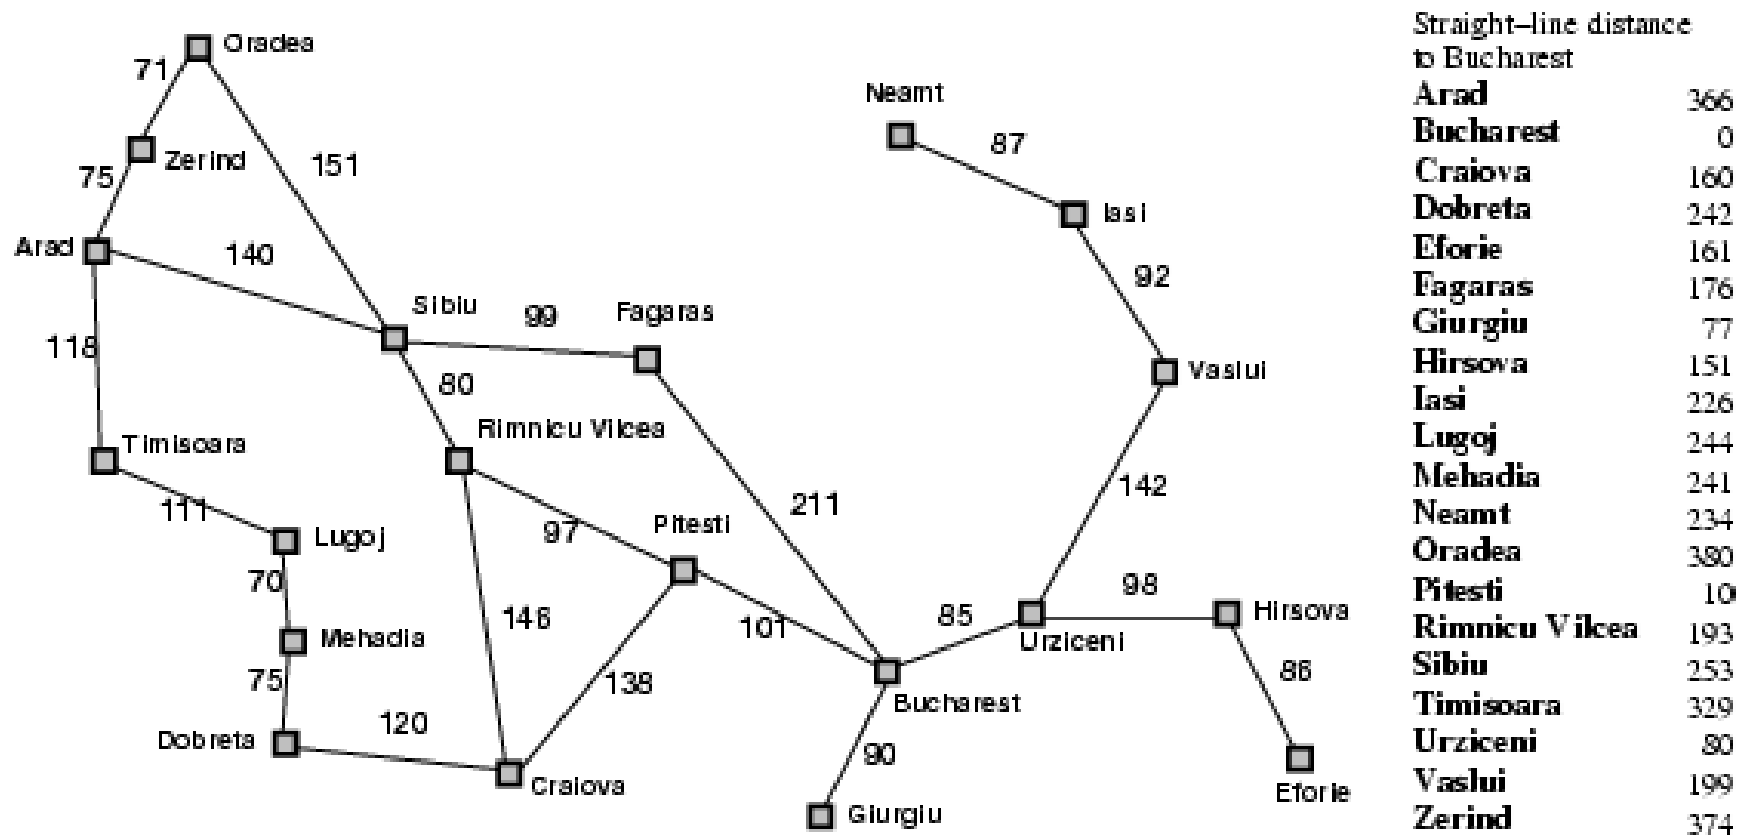 Oradea
71
Neamt
87
Zerind
151
75
Iasi
Arad
140
92
Sibiu
99
Fagaras
118
80
Vaslui
Rimnicu Vilcea
Timisoara
142
111
211
Lugoj
97
Pitesti
70
98
Hirsova
146
85
101
Urziceni
Mehadia
86
75
138
Bucharest
120
Dobreta
90
Craiova
Eforie
Giurgiu
Straight-line distance
to Bucharest
Arad 366
Bucharest 0
Craiova 160
Dobreta 242
Eforie 161
Fagaras 176
Giurgiu 77
Hirsova 151
Iasi 226
Lugoj 244
Mehadia 241
Neamt 234
Oradea 380
Pitesti 10
Rimnicu Vilcea 193
Sibiu 253
Timisoara 329
Urziceni 80
Vaslui 199
Zerind 374